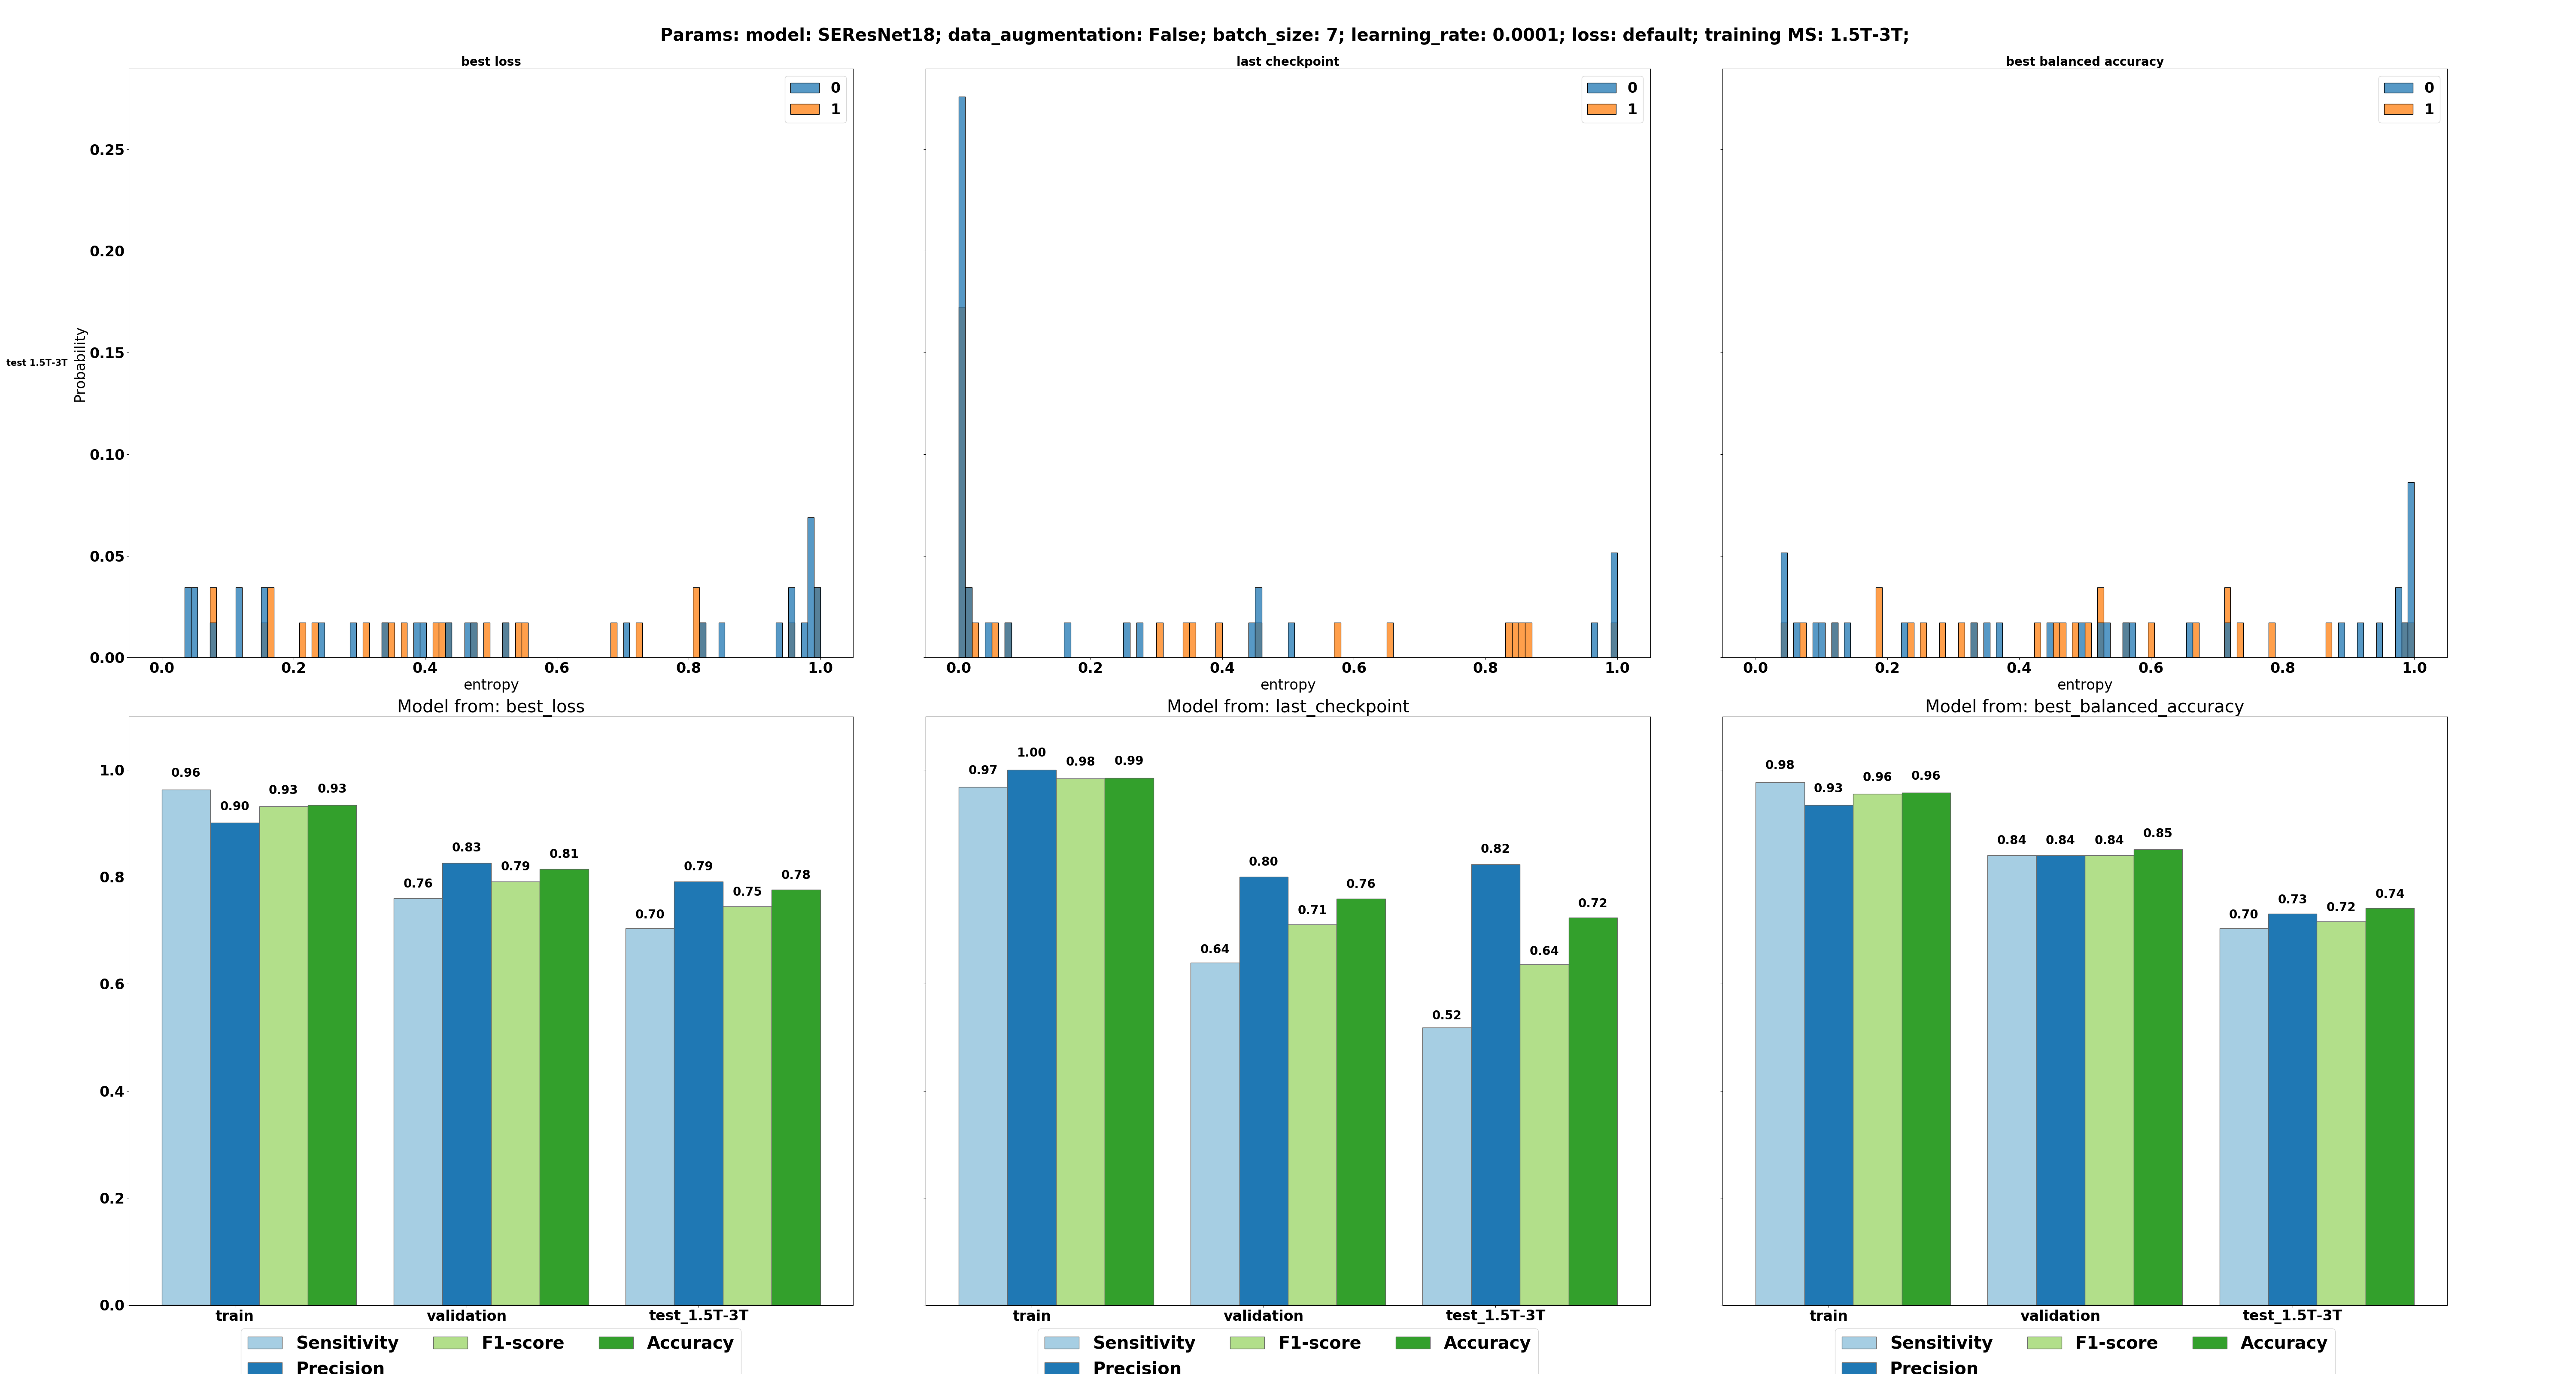 Params: model: SEResNet18; data_augmentation: False; batch_size: 7; learning_rate: 0.0001; loss: default; training MS: 1.5T-3T;
best loss
last checkpoint
best balanced accuracy
0
1
0
1
0
1
test 1.5T-3T
Probability
0.25
0.20
0.15
0.10
0.05
0.00
0.0 0.2 0.4 0.6 0.8 1.0
0.0 0.2 0.4 0.6 0.8 1.0
0.0 0.2 0.4 0.6 0.8 1.0
entropy
entropy
entropy
Model from: best_loss
Model from: last_checkpoint
Model from: best_balanced_accuracy
1.0
0.8
0.6
0.4
0.2
0.0
0.96 0.90 0.93 0.93
0.76 0.83 0.79 0.81
0.70 0.79 0.75 0.78
0.97 1.00 0.98 0.99
0.64 0.80 0.71 0.76
0.52 0.82 0.64 0.72
0.98 0.93 0.96 0.96
0.84 0.84 0.84 0.85
0.70 0.73 0.72 0.74
train validation test_1.5T-3T
train validation test_1.5T-3T
train validation test_1.5T-3T
Sensitivity F1-score Accuracy
Precision
Sensitivity F1-score Accuracy
Precision
Sensitivity F1-score Accuracy
Precision